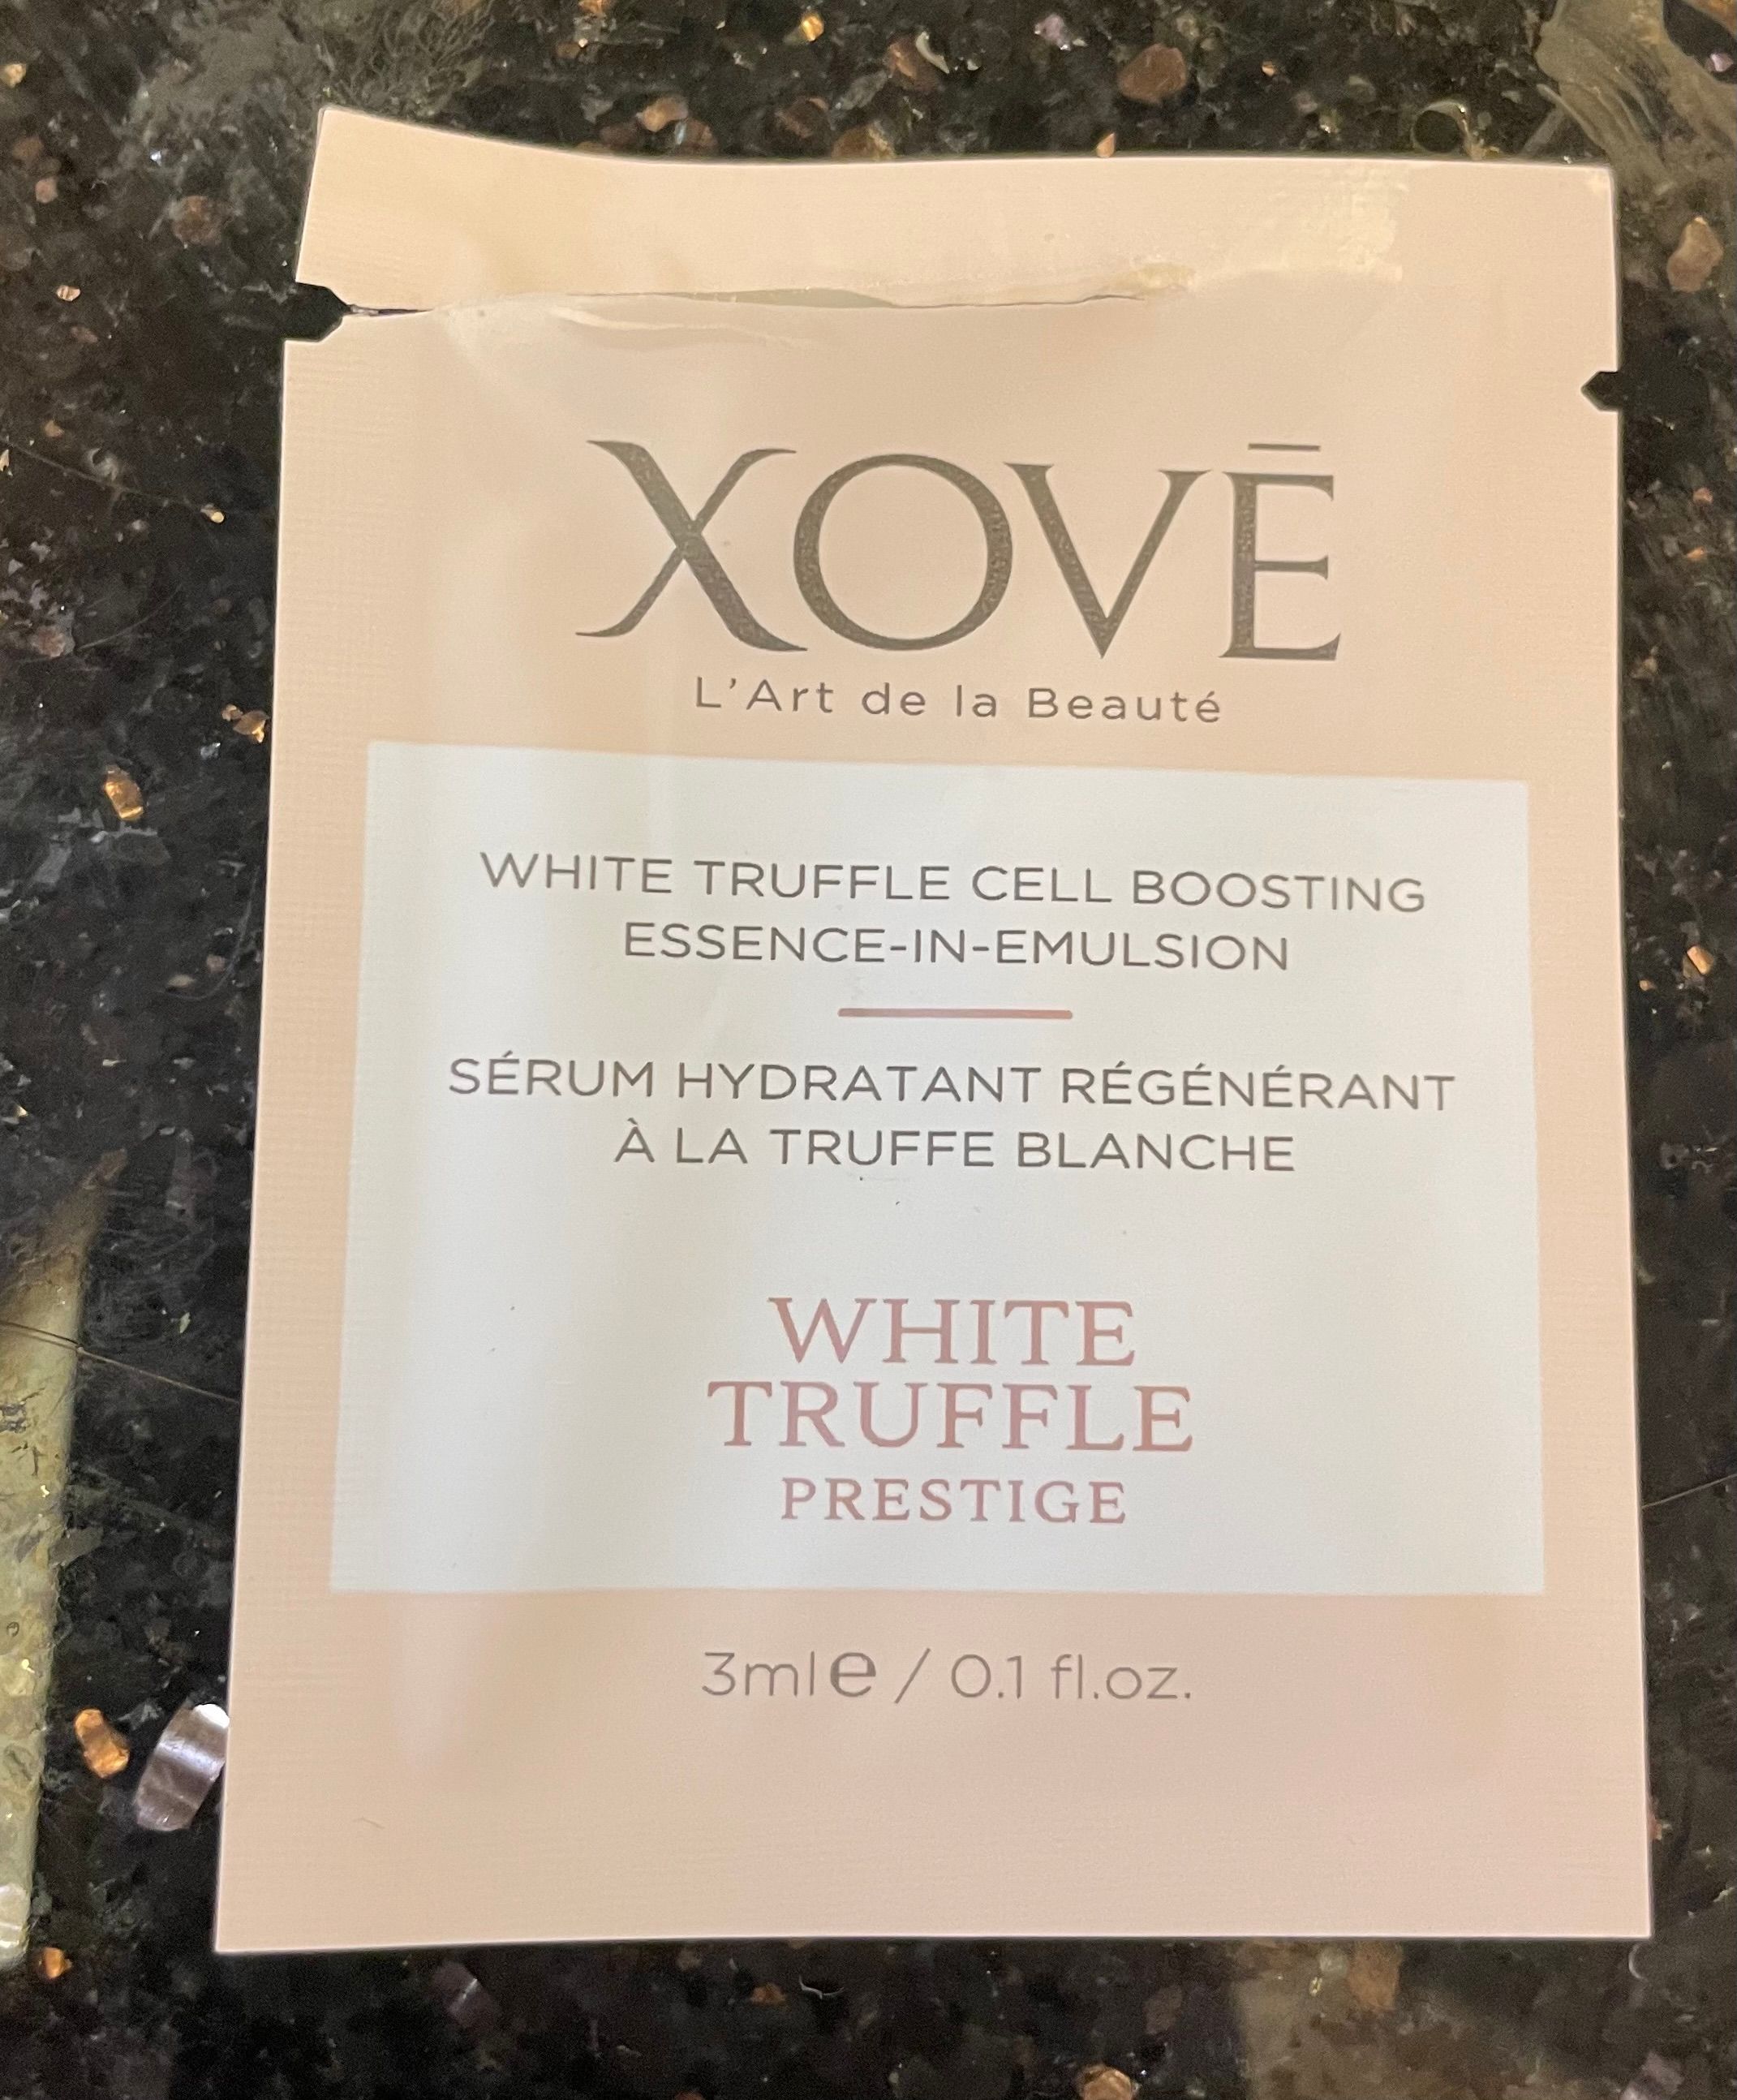 XOVĒ
L'Art de la Beauté
WHITE TRUFFLE CELL BOOSTING
ESSENCE-IN-EMULSION
SÉRUM HYDRATANT RÉGÉNÉRANT
À LA TRUFFE BLANCHE
WHITE
TRUFFLE
PRESTIGE
3ml℮ / 0.1 fl.oz.